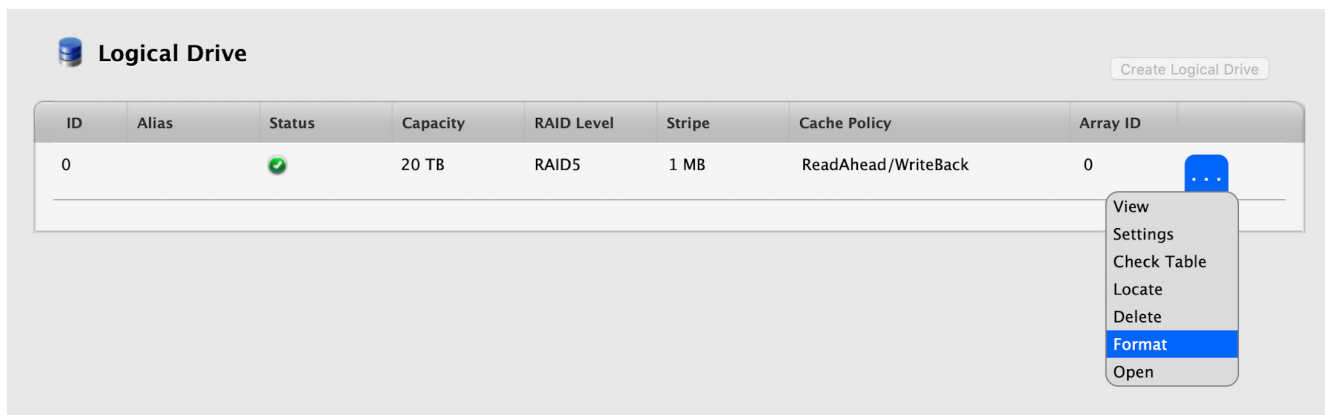 Logical Drive
Create Logical Drive
ID Alias Status Capacity RAID Level Stripe Cache Policy Array ID
0 20 TB RAID5 1 MB ReadAhead/WriteBack 0 ...
View
Settings
Check Table
Locate
Delete
Format
Open